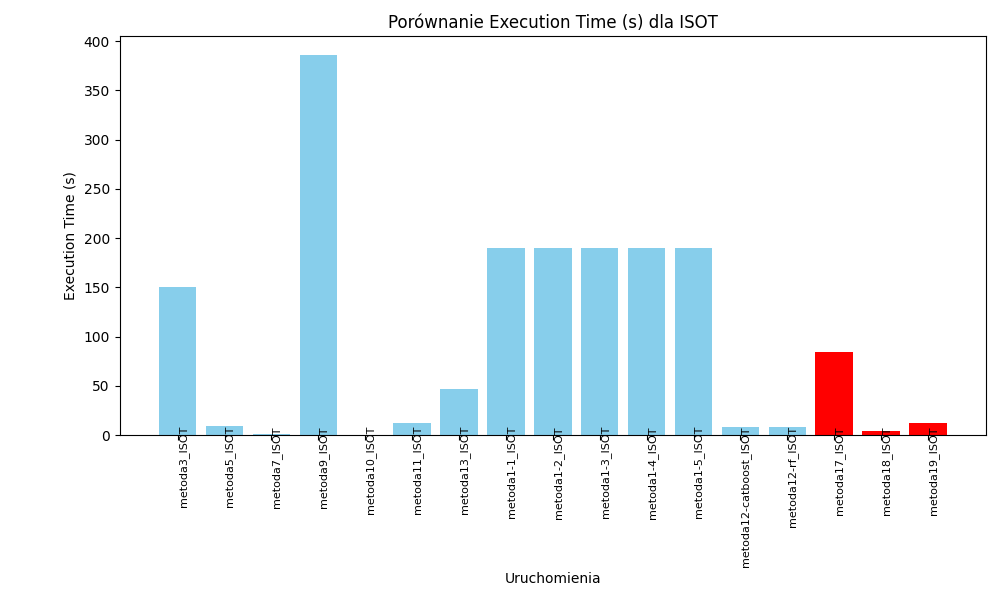 Porównanie Execution Time (s) dla ISOT
Execution Time (s)
400
350
300
250
200
150
100
50
0
metoda3_ISOT
metoda5_ISOT
metoda7_ISOT
metoda9_ISOT
metoda10_ISOT
metoda11_ISOT
metoda13_ISOT
metoda1-1_ISOT
metoda1-2_ISOT
metoda1-3_ISOT
metoda1-4_ISOT
metoda1-5_ISOT
metoda12-catboost_ISOT
metoda12-rf_ISOT
metoda17_ISOT
metoda18_ISOT
metoda19_ISOT
Uruchomienia